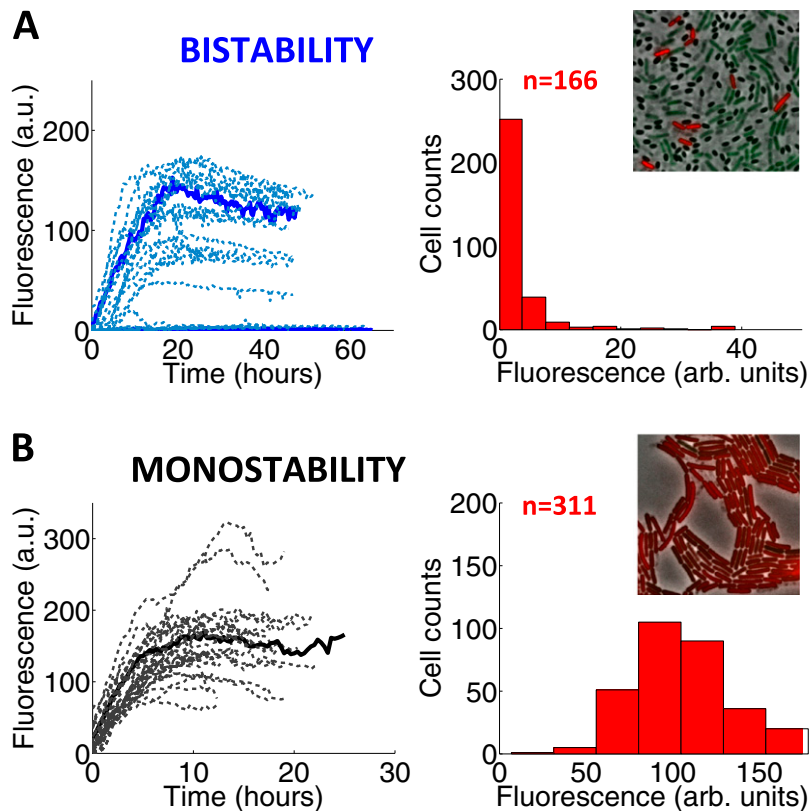 A
BISTABILITY
Fluorescence (a.u.)
200
100
0
0 20 40 60
Time (hours)
n=166
Cell counts
300
200
100
0
0 20 40
Fluorescence (arb. units)
B
MONOSTABILITY
Fluorescence (a.u.)
300
200
100
0
0 10 20 30
Time (hours)
n=311
Cell counts
200
150
100
50
0
50 100 150
Fluorescence (arb. units)